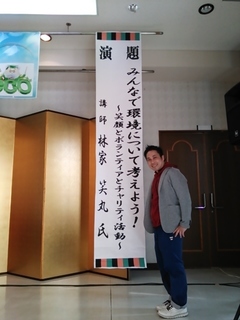 演題
みんなで環境について考えよう！
～笑顔とボランティアとチャリティ活動～
講師 林家 笑丸 氏